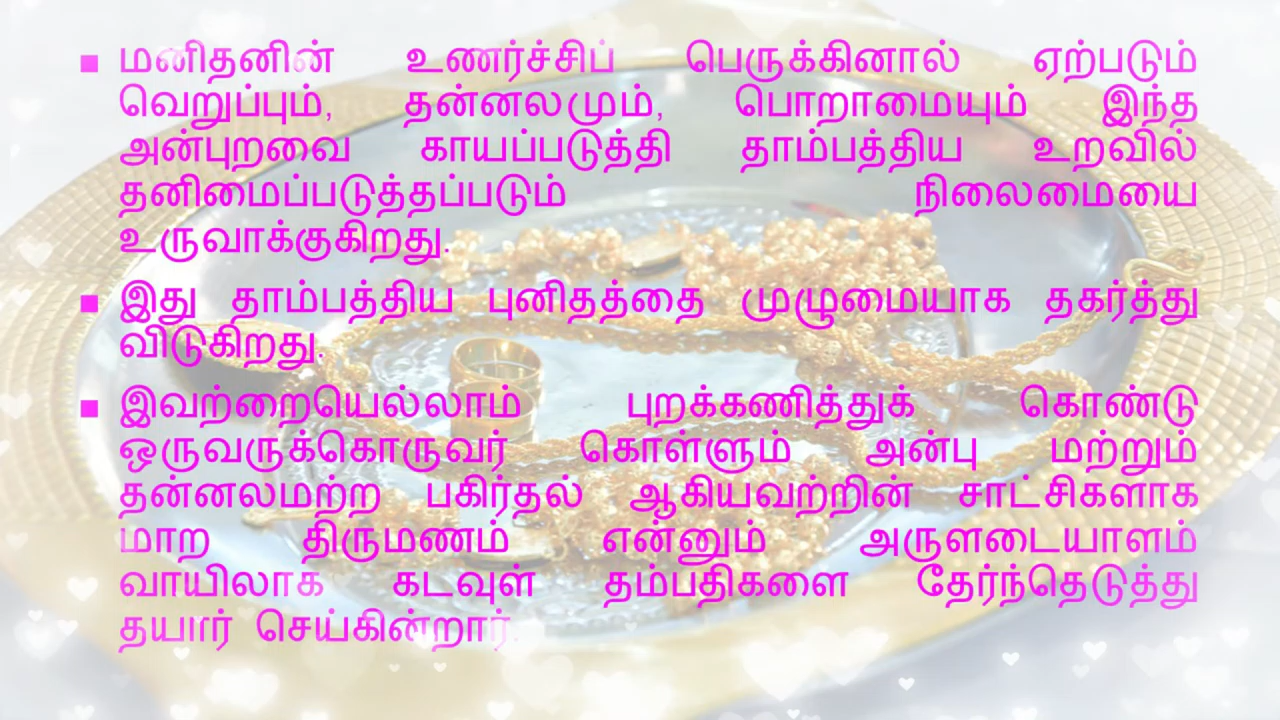 ▪ மனிதனின் உணர்ச்சிப் பெருக்கினால் ஏற்படும்
வெறுப்பும், தன்னலமும், பொறாமையும் இந்த
அன்புறவை காயப்படுத்தி தாம்பத்திய உறவில்
தனிமைப்படுத்தப்படும் நிலைமையை
உருவாக்குகிறது.
▪ இது தாம்பத்திய புனிதத்தை முழுமையாக தகர்த்து
விடுகிறது.
▪ இவற்றையெல்லாம் புறக்கணித்துக் கொண்டு
ஒருவருக்கொருவர் கொள்ளும் அன்பு மற்றும்
தன்னலமற்ற பகிர்தல் ஆகியவற்றின் சாட்சிகளாக
மாற திருமணம் என்னும் அருளடையாளம்
வாயிலாக கடவுள் தம்பதிகளை தேர்ந்தெடுத்து
தயார் செய்கின்றார்.